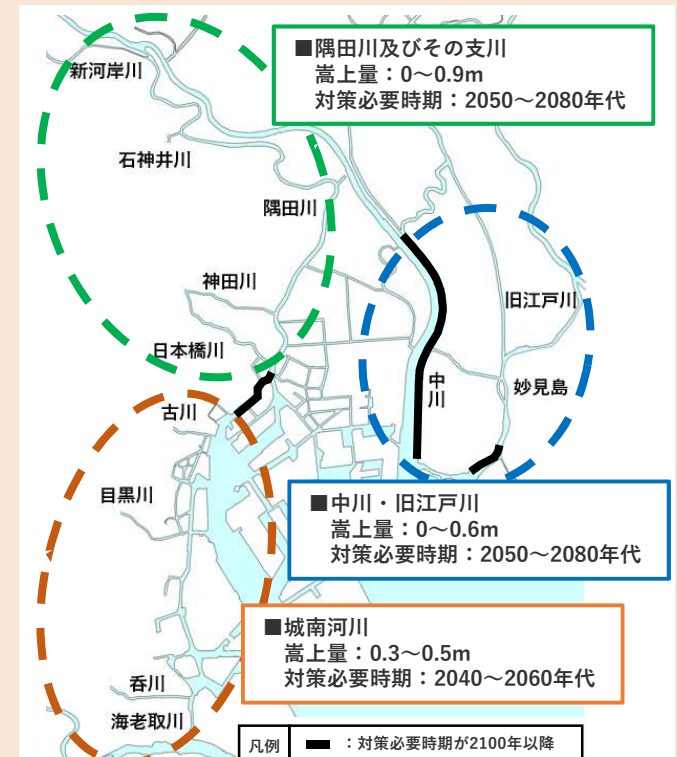 ■隅田川及びその支川
嵩上量：0〜0.9m
対策必要時期：2050〜2080年代
新河岸川
石神井川
隅田川
神田川
日本橋川
旧江戸川
中川
妙見島
古川
目黒川
■中川・旧江戸川
嵩上量：0〜0.6m
対策必要時期：2050〜2080年代
■城南河川
嵩上量：0.3〜0.5m
対策必要時期：2040〜2060年代
呑川
海老取川
凡例 ：対策必要時期が2100年以降